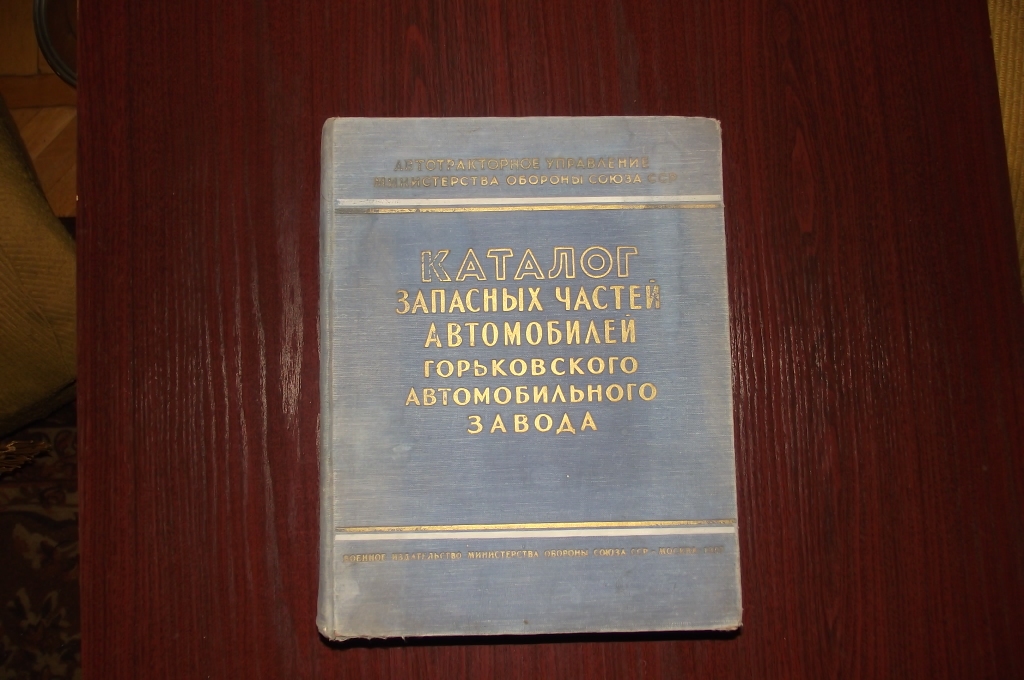 АВТОТРАКТОРНОЕ УПРАВЛЕНИЕ
МИНИСТЕРСТВА ОБОРОНЫ СОЮЗА ССР
КАТАЛОГ
ЗАПАСНЫХ ЧАСТЕЙ
АВТОМОБИЛЕЙ
ГОРЬКОВСКОГО
АВТОМОБИЛЬНОГО
ЗАВОДА
ВОЕННОЕ ИЗДАТЕЛЬСТВО МИНИСТЕРСТВА ОБОРОНЫ СОЮЗА ССР - МОСКВА